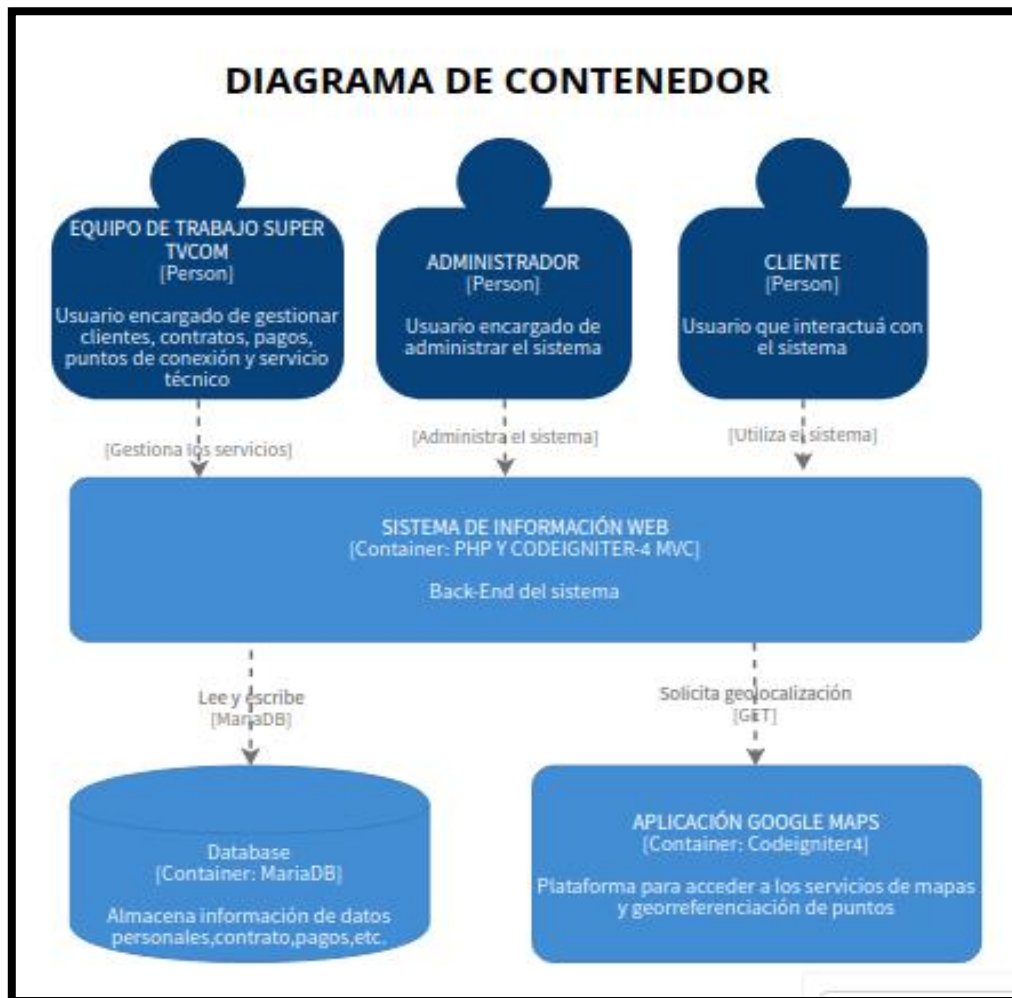 DIAGRAMA DE CONTENEDOR
EQUIPO DE TRABAJO SUPER
TVCOM
[Person]
Usuario encargado de gestionar
clientes, contratos, pagos,
puntos de conexión y servicio
técnico
ADMINISTRADOR
[Person]
Usuario encargado de
administrar el sistema
CLIENTE
[Person]
Usuario que interactuá con
el sistema
[Gestiona los servicios]
[Administra el sistema]
[Utiliza el sistema]
SISTEMA DE INFORMACIÓN WEB
[Container: PHP Y CODEIGNITER-4 MVC]
Back-End del sistema
Lee y escribe
[MariaDB]
Solicita geolocalización
[GET]
Database
[Container: MariaDB]
Almacena información de datos
personales,contrato,pagos,etc.
APLICACIÓN GOOGLE MAPS
[Container: Codeigniter4]
Plataforma para acceder a los servicios de mapas
y georreferenciación de puntos